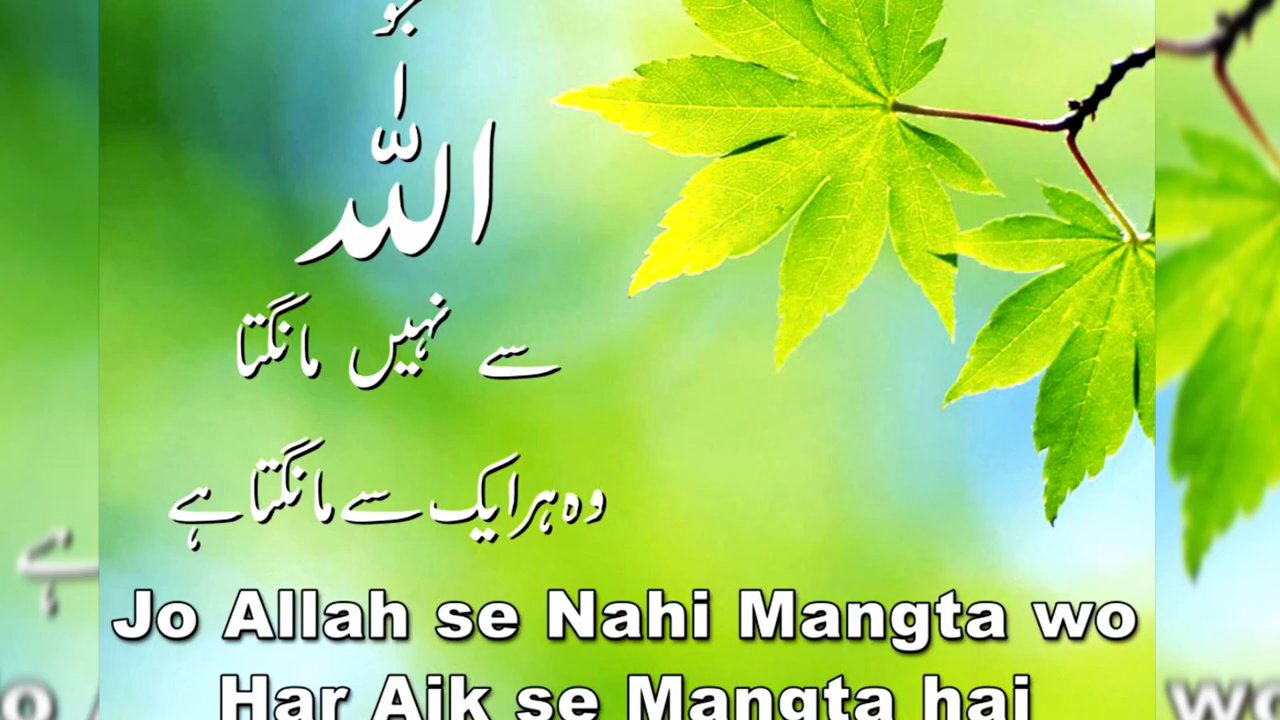 جو
اللہ
سے نہیں مانگتا
وہ ہر ایک سے مانگتا ہے
Jo Allah se Nahi Mangta wo
Har Aik se Mangta hai